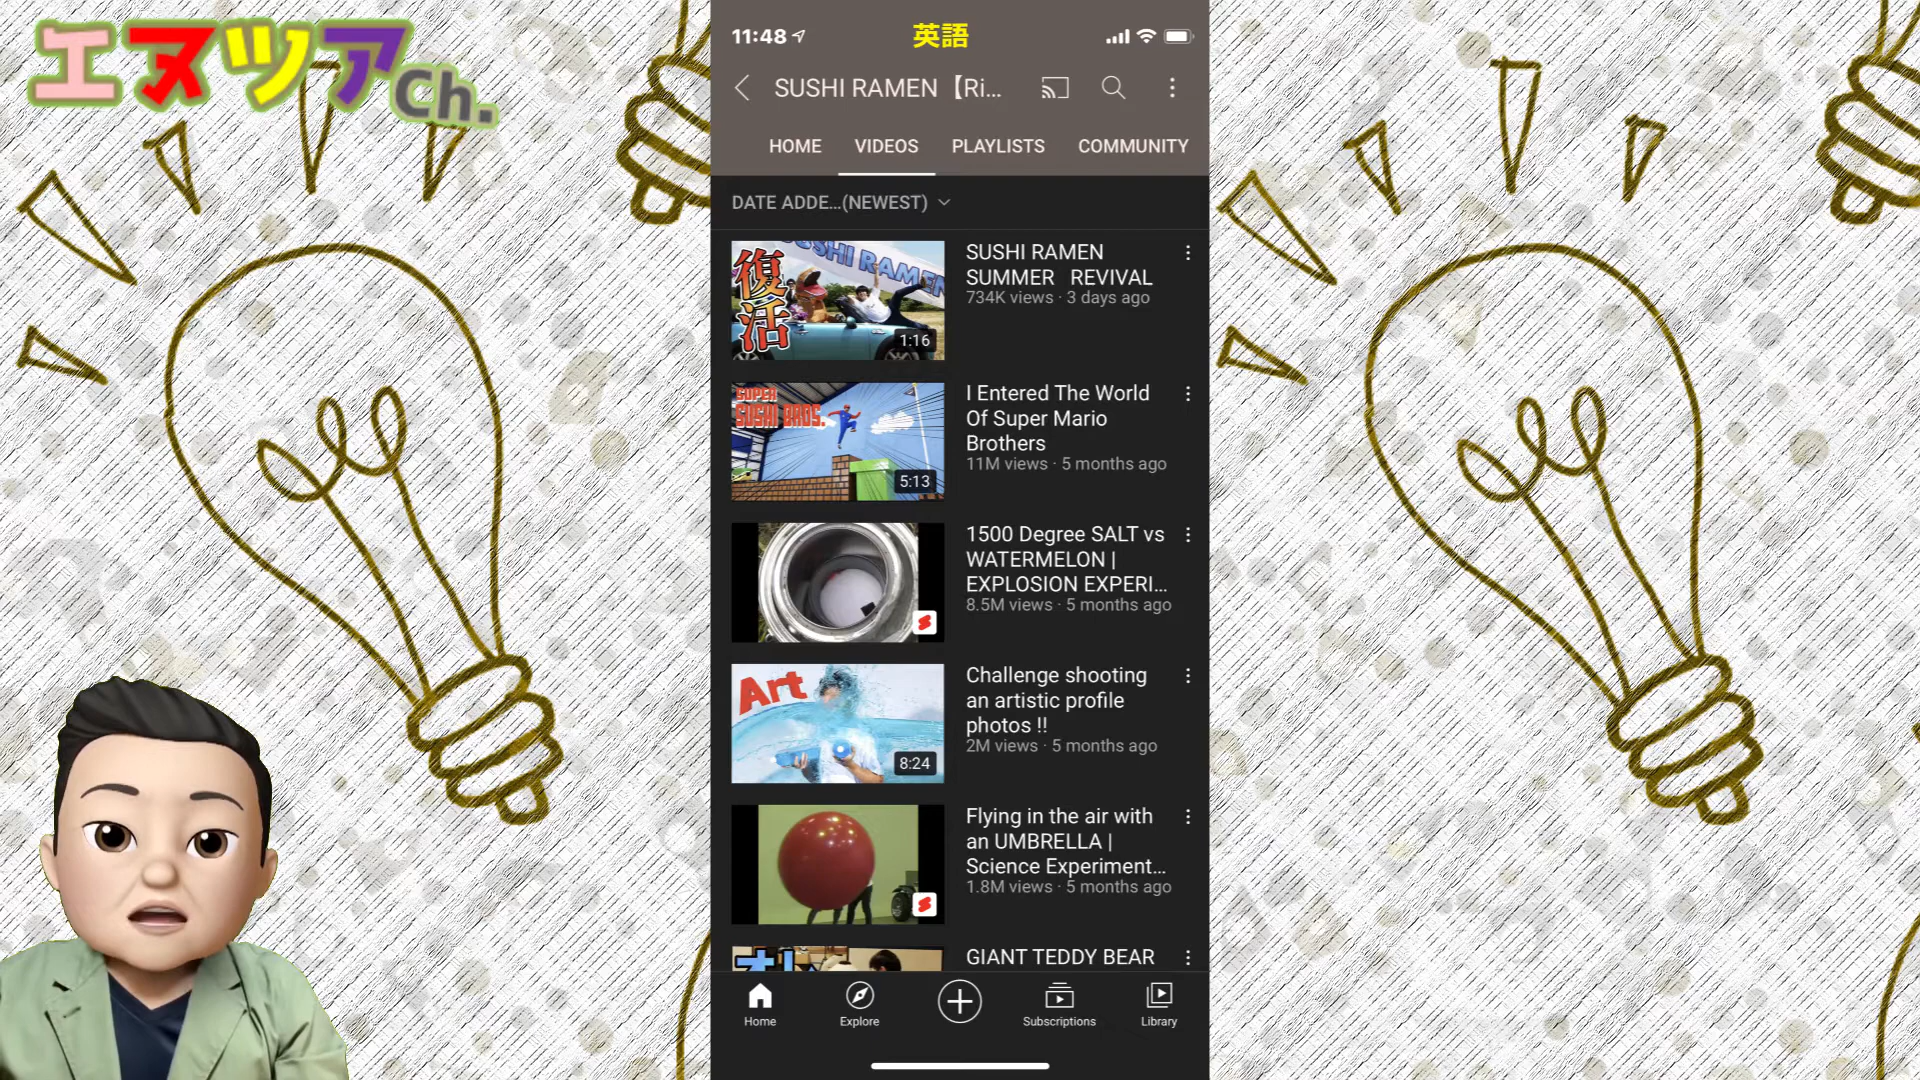 エヌツアCh.
11:48
英語
SUSHI RAMEN【Ri...
HOME VIDEOS PLAYLISTS COMMUNITY
DATE ADDE...(NEWEST)
SUSHI RAMEN
復活
1:16
SUSHI RAMEN
SUMMER REVIVAL
734K views · 3 days ago
SUPER
SUSHI BROS.
5:13
I Entered The World
Of Super Mario
Brothers
11M views · 5 months ago
1500 Degree SALT vs
WATERMELON |
EXPLOSION EXPERI...
8.5M views · 5 months ago
Art
8:24
Challenge shooting
an artistic profile
photos !!
2M views · 5 months ago
Flying in the air with
an UMBRELLA |
Science Experiment...
1.8M views · 5 months ago
GIANT TEDDY BEAR
Home Explore Subscriptions Library